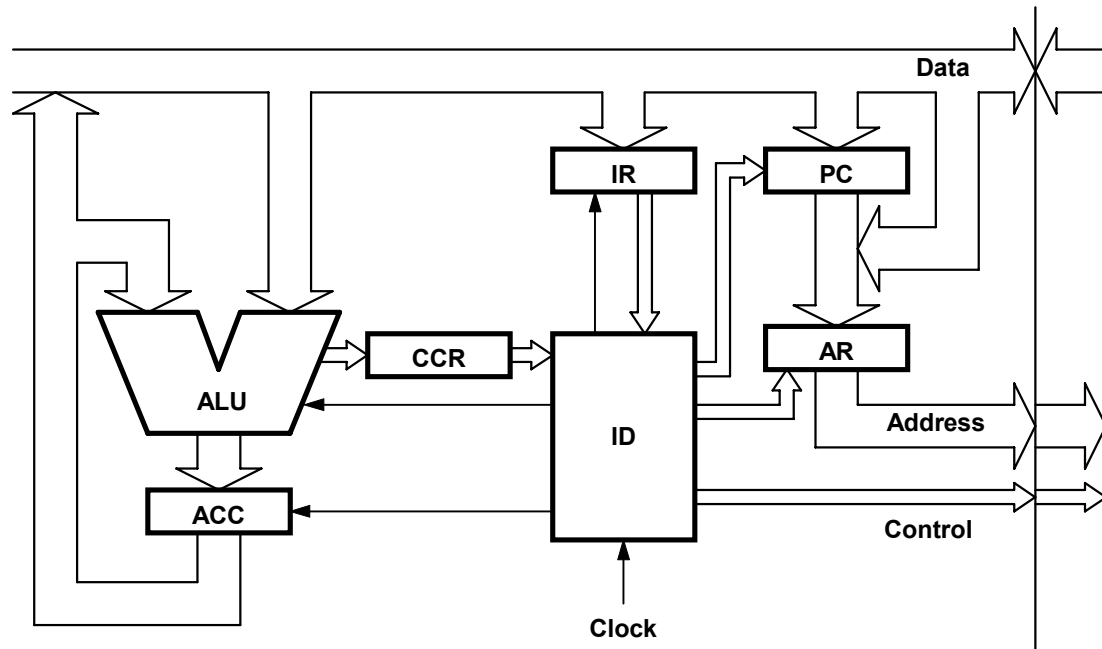 Data
IR
PC
CCR
AR
ALU
ID
Address
ACC
Control
Clock